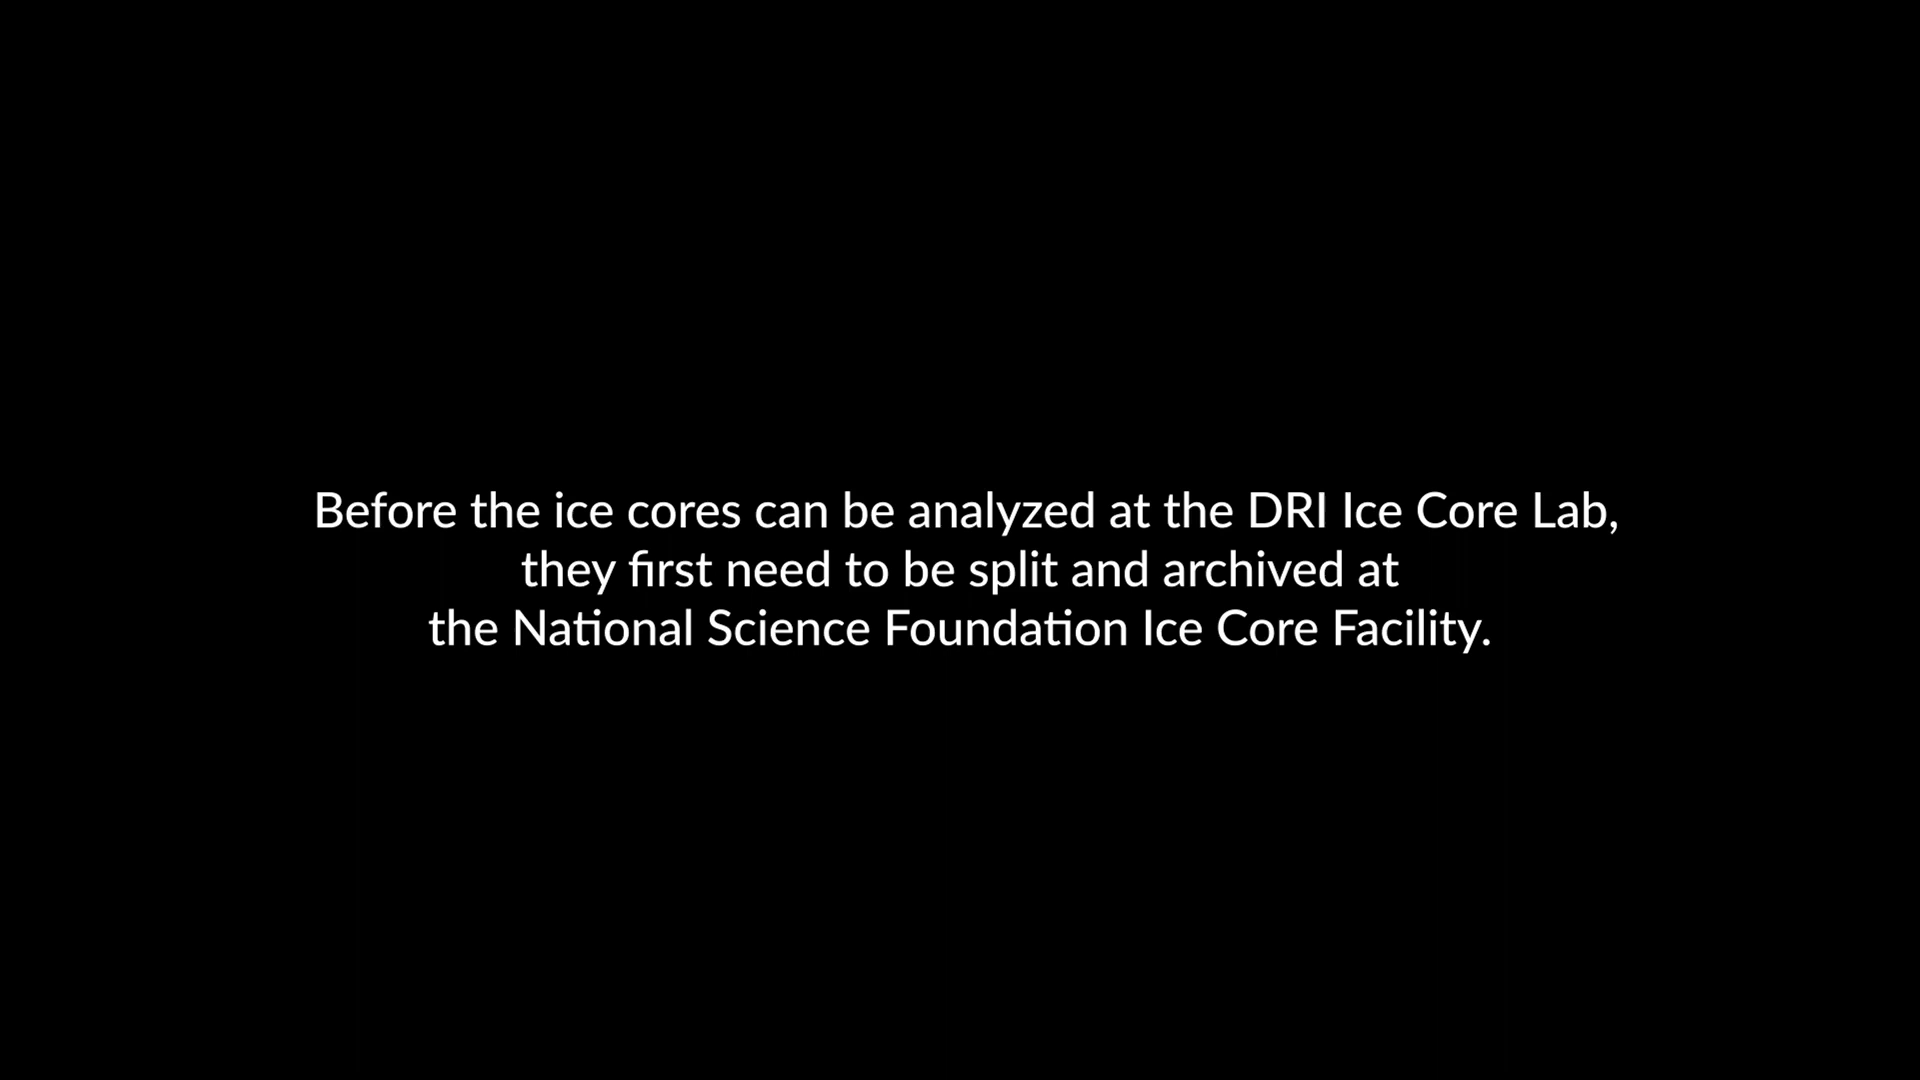 Before the ice cores can be analyzed at the DRI Ice Core Lab,
they first need to be split and archived at
the National Science Foundation Ice Core Facility.